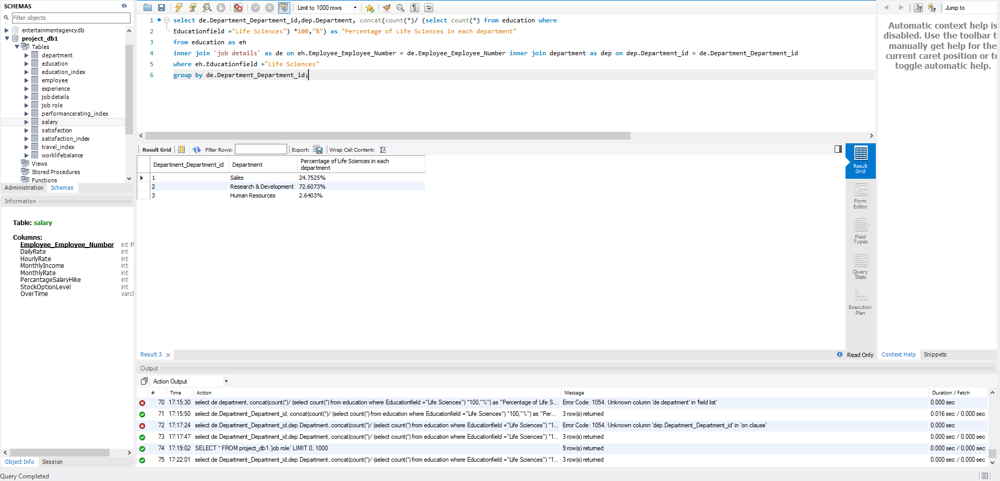 SCHEMAS
Filter objects
entertainmentagencydb
project_db1
Tables
department
education
education_index
employee
experience
job details
job role
performancerating_index
salary
satisfaction
satisfaction_index
travel_index
worklifebalance
Views
Stored Procedures
Functions
Administration Schemas
Information
Table: salary
Columns:
Employee_Employee_Number int P
DailyRate int
HourlyRate int
MonthlyIncome int
MonthlyRate int
PercantageSalaryHike int
StockOptionLevel int
OverTime varcl
Object Info Session
Query Completed
Limit to 1000 rows
1 select de.Department_Department_id,dep.Department, concat(count(*)/ (select count(*) from education where
2 Educationfield ="Life Sciences") *100,"%") as "Percentage of Life Sciences in each department"
3 from education as eh
4 inner join `job details` as de on eh.Employee_Employee_Number = de.Employee_Employee_Number inner join department as dep on dep.Department_id = de.Department_Department_id
5 where eh.Educationfield ="Life Sciences"
6 group by de.Department_Department_id;
Result Grid Filter Rows: Export: Wrap Cell Content:
Department_Department_id Department Percentage of Life Sciences in each
department
1 Sales 24.7525%
2 Research & Development 72.6073%
3 Human Resources 2.6403%
Result
Grid
Form
Editor
Field
Types
Query
Stats
Execution
Plan
Result 3 Read Only
Output
Action Output
# Time Action Message Duration / Fetch
70 17:15:30 select de.department, concat(count(*)/ (select count(*) from education where Educationfield ="Life Sciences") *100,"%") as "Percentage of Life S... Error Code: 1054. Unknown column 'de.department' in 'field list' 0.000 sec
71 17:15:50 select de.Department_Department_id, concat(count(*)/ (select count(*) from education where Educationfield ="Life Sciences") *100,"%") as "Per... 3 row(s) returned 0.016 sec / 0.000 sec
72 17:17:24 select de.Department_Department_id,dep.Department, concat(count(*)/ (select count(*) from education where Educationfield ="Life Sciences") *1... Error Code: 1054. Unknown column 'dep.Department_Department_id' in 'on clause' 0.000 sec
73 17:17:47 select de.Department_Department_id,dep.Department, concat(count(*)/ (select count(*) from education where Educationfield ="Life Sciences") *1... 3 row(s) returned 0.000 sec / 0.000 sec
74 17:19:02 SELECT * FROM project_db1.`job role` LIMIT 0, 1000 9 row(s) returned 0.000 sec / 0.000 sec
75 17:22:01 select de.Department_Department_id,dep.Department, concat(count(*)/ (select count(*) from education where Educationfield ="Life Sciences") *1... 3 row(s) returned 0.000 sec / 0.000 sec
Jump to
Automatic context help is
disabled. Use the toolbar t
manually get help for the
current caret position or to
toggle automatic help.
Context Help Snippets